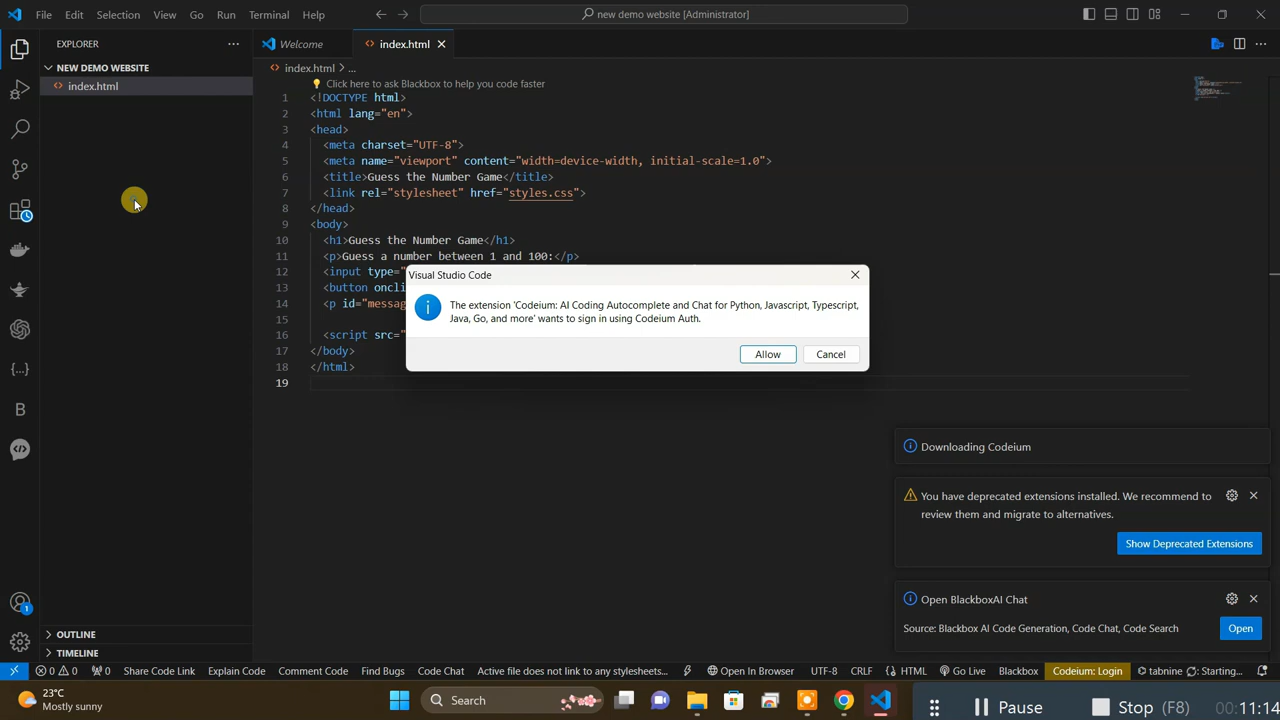 File Edit Selection View Go Run Terminal Help
new demo website [Administrator]
EXPLORER
NEW DEMO WEBSITE
index.html
OUTLINE
TIMELINE
Welcome
index.html
index.html > ...
Click here to ask Blackbox to help you code faster
1 <!DOCTYPE html>
2 <html lang="en">
3 <head>
4 <meta charset="UTF-8">
5 <meta name="viewport" content="width=device-width, initial-scale=1.0">
6 <title>Guess the Number Game</title>
7 <link rel="stylesheet" href="styles.css">
8 </head>
9 <body>
10 <h1>Guess the Number Game</h1>
11 <p>Guess a number between 1 and 100:</p>
12 <input type="
13 <button oncli
14 <p id="messag
15
16 <script src="
17 </body>
18 </html>
19
Visual Studio Code
The extension 'Codeium: AI Coding Autocomplete and Chat for Python, Javascript, Typescript,
Java, Go, and more' wants to sign in using Codeium Auth.
Allow Cancel
Downloading Codeium
You have deprecated extensions installed. We recommend to
review them and migrate to alternatives.
Show Deprecated Extensions
Open BlackboxAI Chat
Source: Blackbox AI Code Generation, Code Chat, Code Search
Open
B
1
0 0 0 Share Code Link Explain Code Comment Code Find Bugs Code Chat Active file does not link to any stylesheets... Open In Browser UTF-8 CRLF HTML Go Live Blackbox Codeium: Login tabnine {...}: Starting...
23°C
Mostly sunny
Search
Pause
Stop (F8)
00:11:14